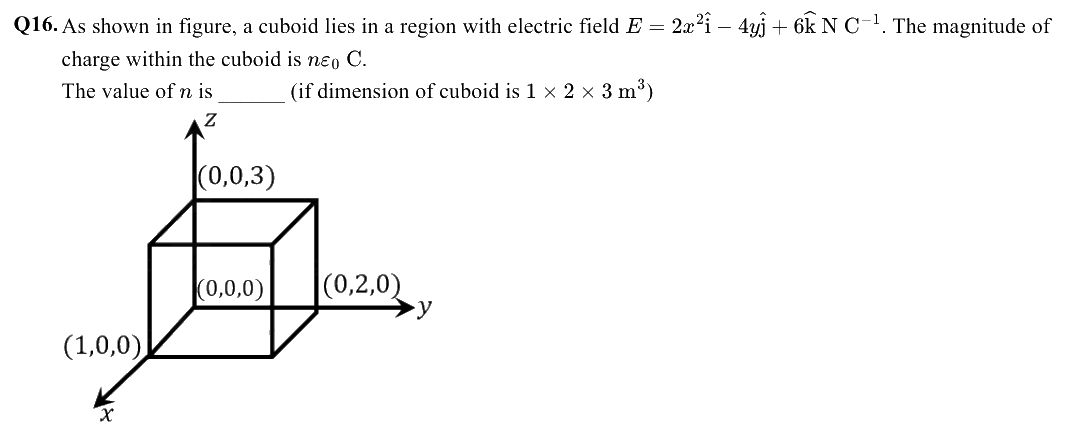 Q16. As shown in figure, a cuboid lies in a region with electric field E = 2x²î − 4yĵ + 6k̂ N C⁻¹. The magnitude of
charge within the cuboid is nε₀ C.
The value of n is ______ (if dimension of cuboid is 1 × 2 × 3 m³)
z
(0,0,3)
(0,0,0)
(0,2,0)
y
(1,0,0)
x